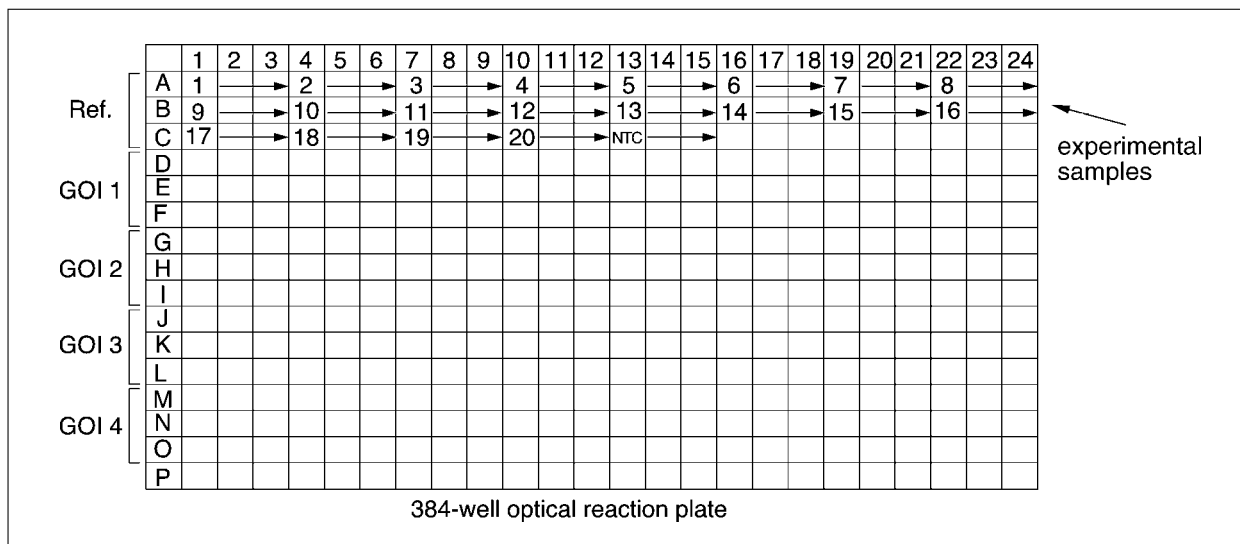 1 2 3 4 5 6 7 8 9 10 11 12 13 14 15 16 17 18 19 20 21 22 23 24
Ref.
A 1 2 3 4 5 6 7 8
B 9 10 11 12 13 14 15 16
C 17 18 19 20 NTC
experimental
samples
GOI 1
D
E
F
GOI 2
G
H
I
GOI 3
J
K
L
GOI 4
M
N
O
P
384-well optical reaction plate